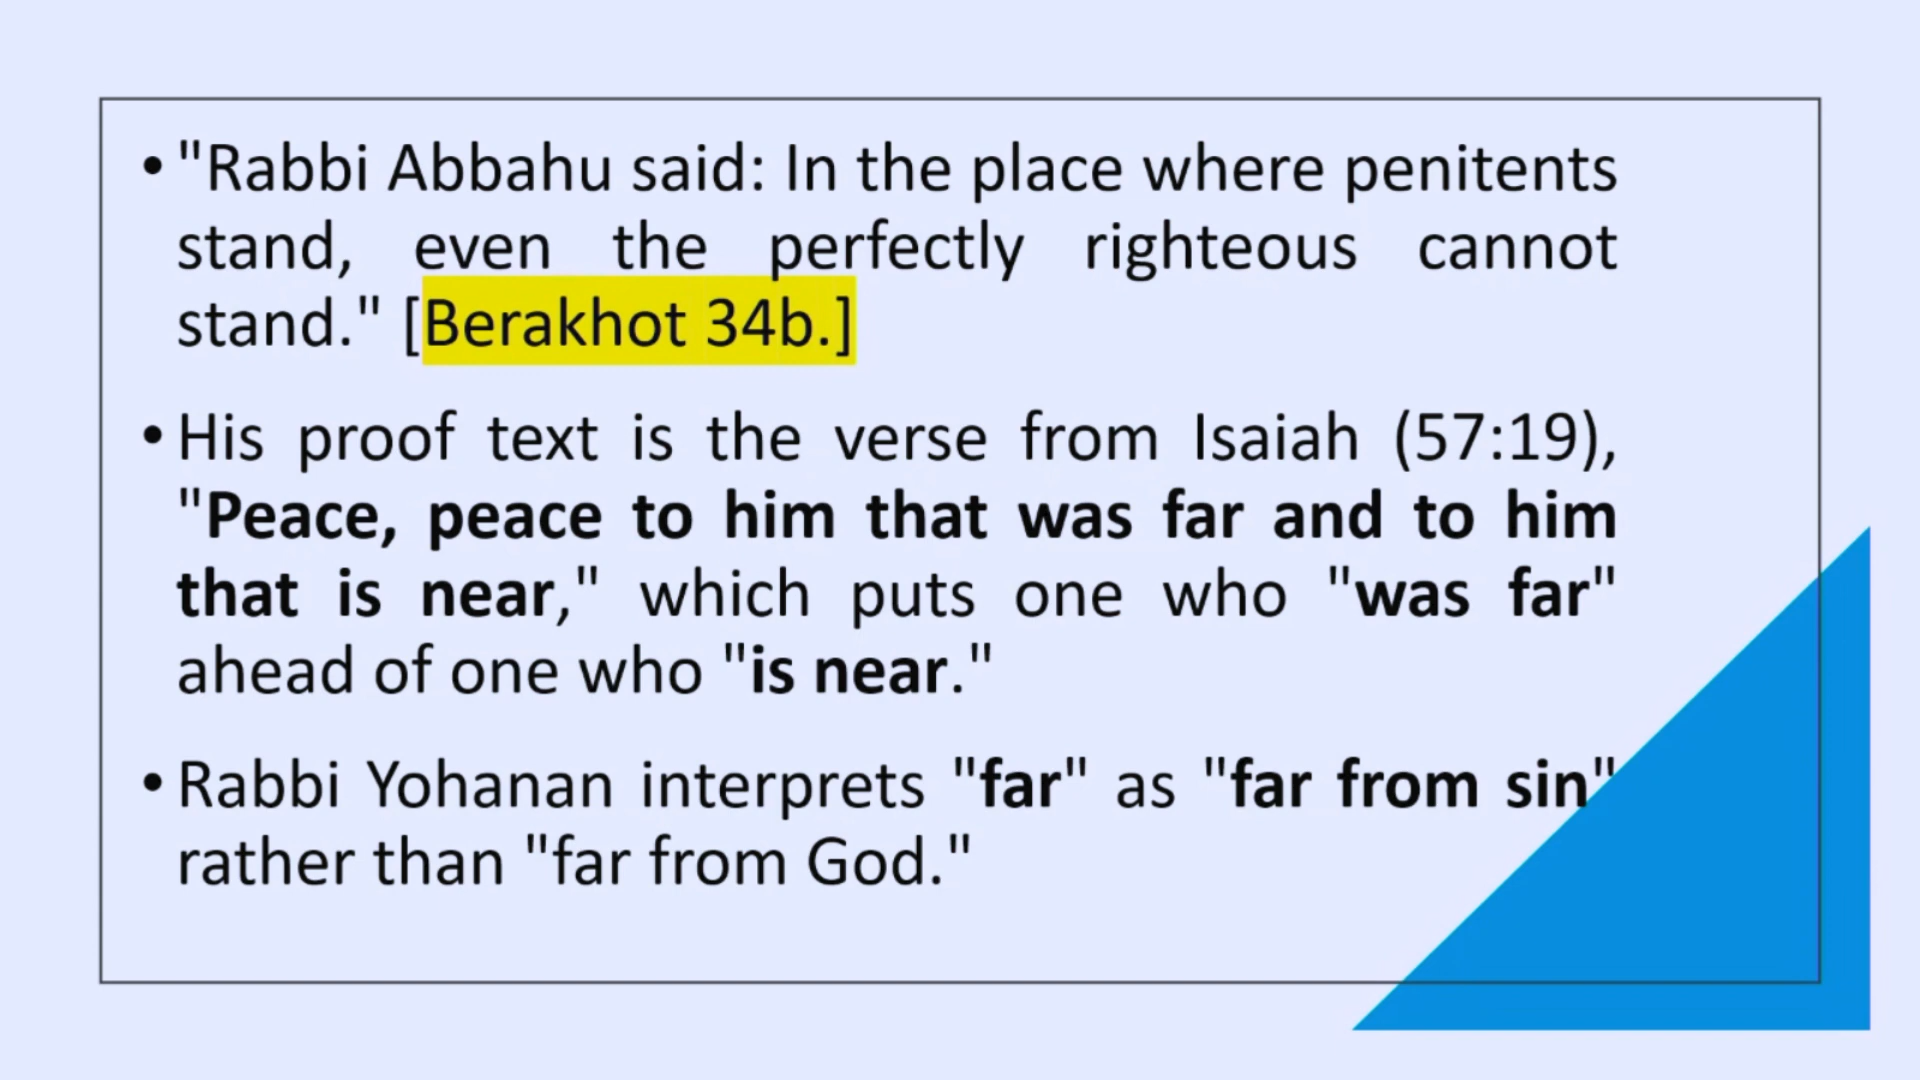 • "Rabbi Abbahu said: In the place where penitents
stand, even the perfectly righteous cannot
stand." [Berakhot 34b.]
• His proof text is the verse from Isaiah (57:19),
"Peace, peace to him that was far and to him
that is near," which puts one who "was far"
ahead of one who "is near."
• Rabbi Yohanan interprets "far" as "far from sin"
rather than "far from God."